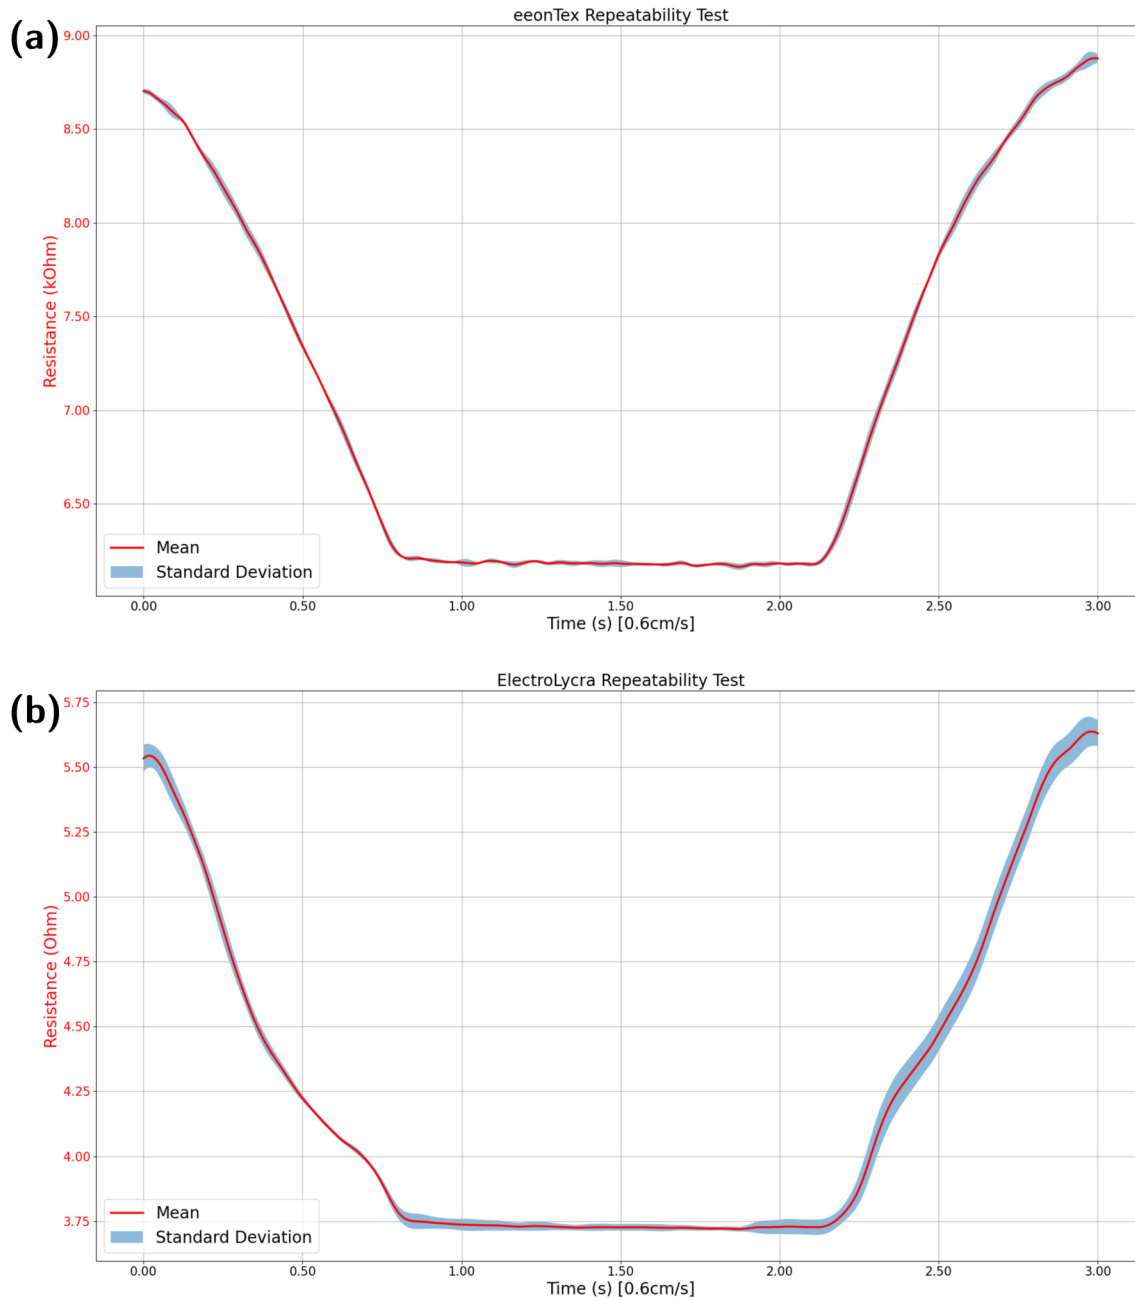 (a)
eeonTex Repeatability Test
9.00
8.50
8.00
7.50
7.00
6.50
Resistance (kOhm)
Mean
Standard Deviation
0.00 0.50 1.00 1.50 2.00 2.50 3.00
Time (s) [0.6cm/s]
(b)
ElectroLycra Repeatability Test
5.75
5.50
5.25
5.00
4.75
4.50
4.25
4.00
3.75
Resistance (Ohm)
Mean
Standard Deviation
0.00 0.50 1.00 1.50 2.00 2.50 3.00
Time (s) [0.6cm/s]